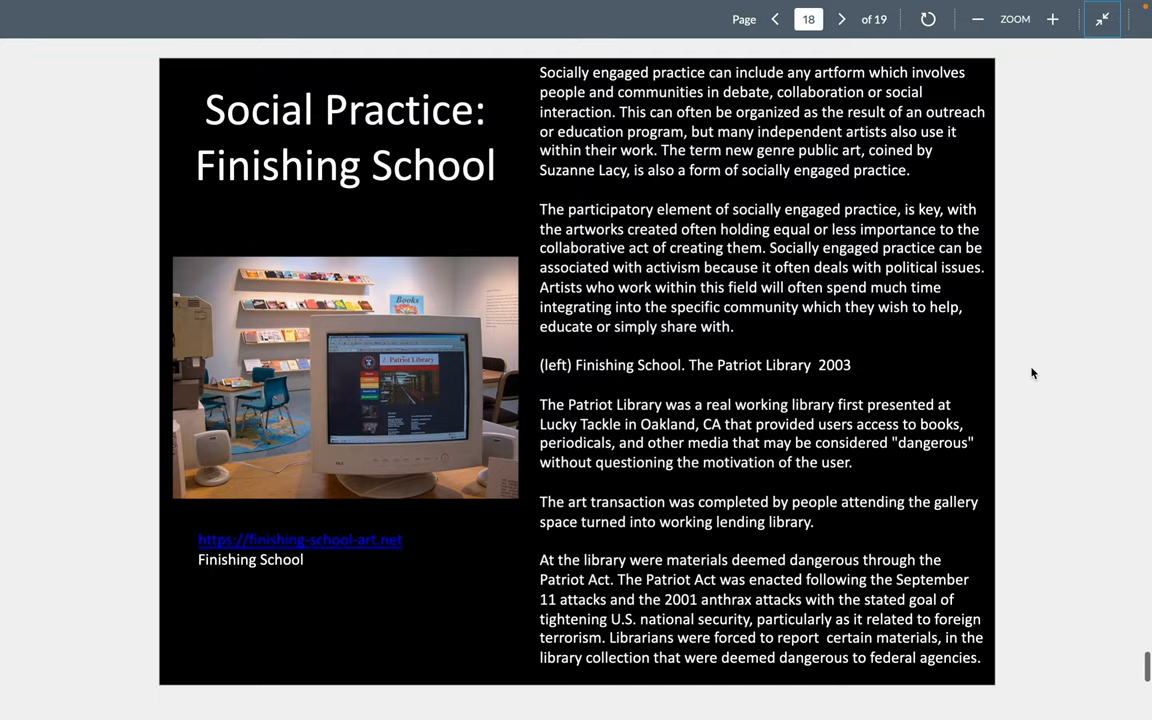 Page 18 of 19 ZOOM
Social Practice:
Finishing School
Books
Patriot Library
https://finishing-school-art.net
Finishing School
Socially engaged practice can include any artform which involves
people and communities in debate, collaboration or social
interaction. This can often be organized as the result of an outreach
or education program, but many independent artists also use it
within their work. The term new genre public art, coined by
Suzanne Lacy, is also a form of socially engaged practice.
The participatory element of socially engaged practice, is key, with
the artworks created often holding equal or less importance to the
collaborative act of creating them. Socially engaged practice can be
associated with activism because it often deals with political issues.
Artists who work within this field will often spend much time
integrating into the specific community which they wish to help,
educate or simply share with.
(left) Finishing School. The Patriot Library  2003
The Patriot Library was a real working library first presented at
Lucky Tackle in Oakland, CA that provided users access to books,
periodicals, and other media that may be considered "dangerous"
without questioning the motivation of the user.
The art transaction was completed by people attending the gallery
space turned into working lending library.
At the library were materials deemed dangerous through the
Patriot Act. The Patriot Act was enacted following the September
11 attacks and the 2001 anthrax attacks with the stated goal of
tightening U.S. national security, particularly as it related to foreign
terrorism. Librarians were forced to report  certain materials, in the
library collection that were deemed dangerous to federal agencies.